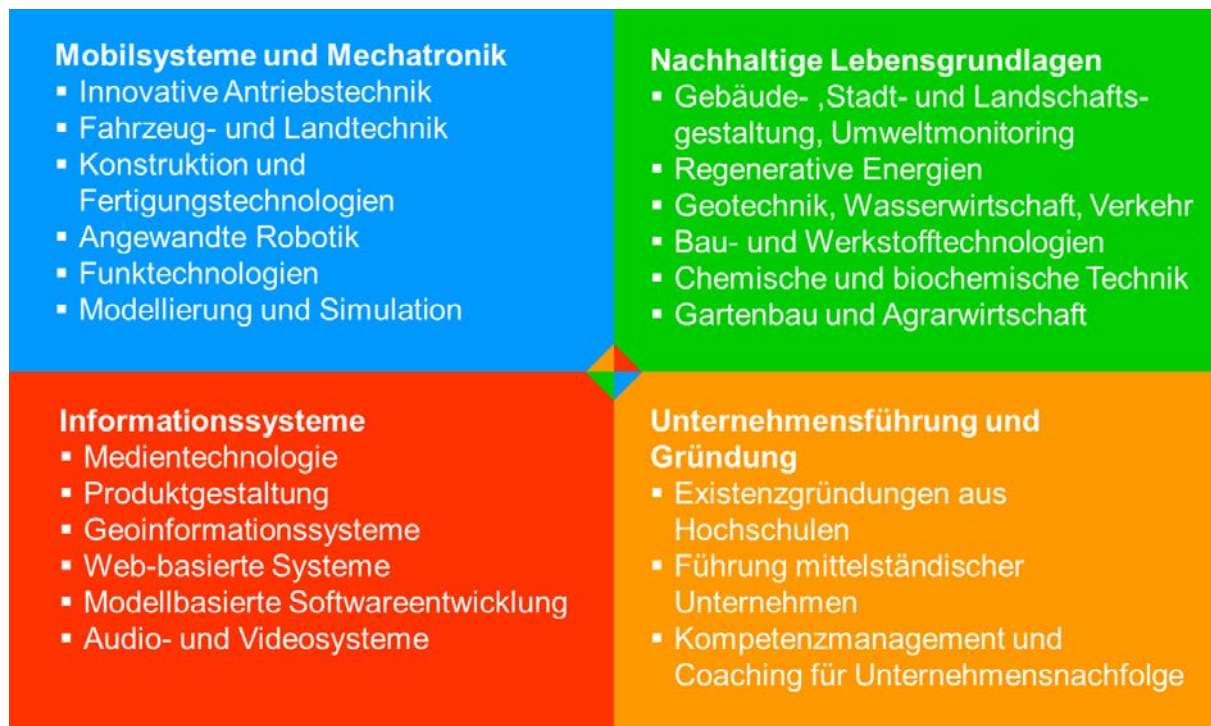 Mobilsysteme und Mechatronik
▪ Innovative Antriebstechnik
▪ Fahrzeug- und Landtechnik
▪ Konstruktion und
Fertigungstechnologien
▪ Angewandte Robotik
▪ Funktechnologien
▪ Modellierung und Simulation
Nachhaltige Lebensgrundlagen
▪ Gebäude- ,Stadt- und Landschafts-
gestaltung, Umweltmonitoring
▪ Regenerative Energien
▪ Geotechnik, Wasserwirtschaft, Verkehr
▪ Bau- und Werkstofftechnologien
▪ Chemische und biochemische Technik
▪ Gartenbau und Agrarwirtschaft
Informationssysteme
▪ Medientechnologie
▪ Produktgestaltung
▪ Geoinformationssysteme
▪ Web-basierte Systeme
▪ Modellbasierte Softwareentwicklung
▪ Audio- und Videosysteme
Unternehmensführung und
Gründung
▪ Existenzgründungen aus
Hochschulen
▪ Führung mittelständischer
Unternehmen
▪ Kompetenzmanagement und
Coaching für Unternehmensnachfolge